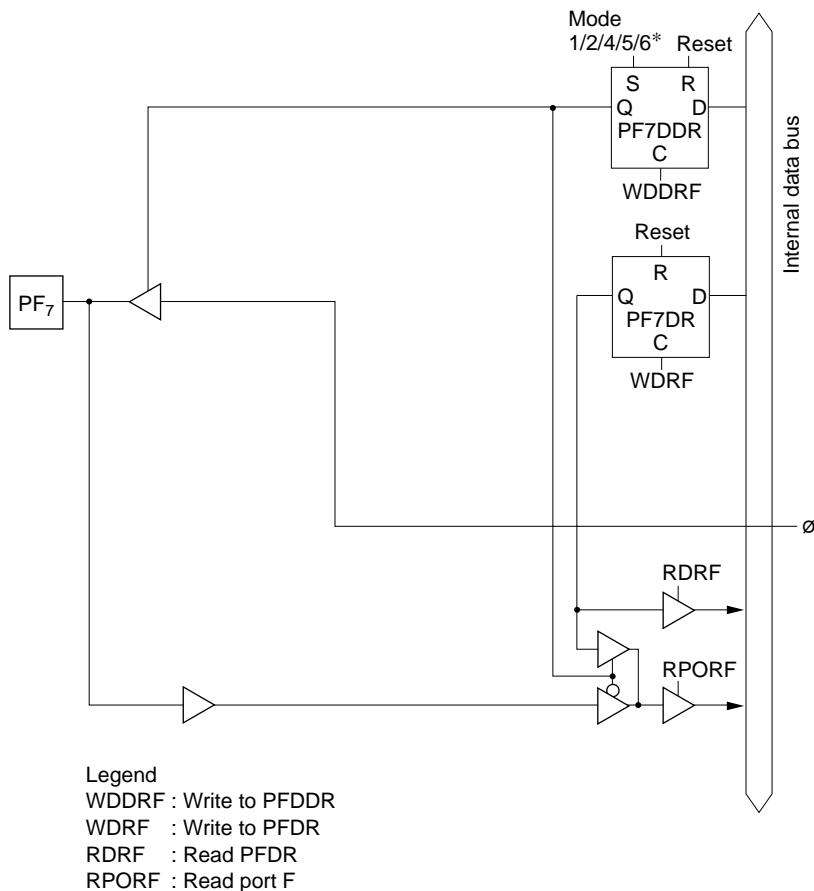 Mode
1/2/4/5/6* Reset
S R
Q D
PF7DDR
C
WDDRF
Internal data bus
Reset
R
Q D
PF7DR
C
WDRF
PF₇
ø
RDRF
RPORF
Legend
WDDRF : Write to PFDDR
WDRF : Write to PFDR
RDRF : Read PFDR
RPORF : Read port F